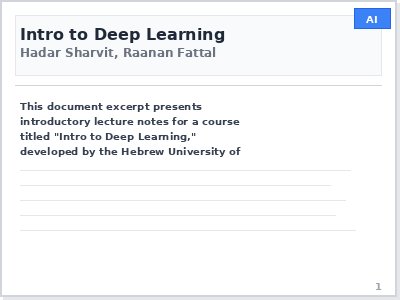 AI
Intro to Deep Learning
Hadar Sharvit, Raanan Fattal
This document excerpt presents
introductory lecture notes for a course
titled "Intro to Deep Learning,"
developed by the Hebrew University of
1